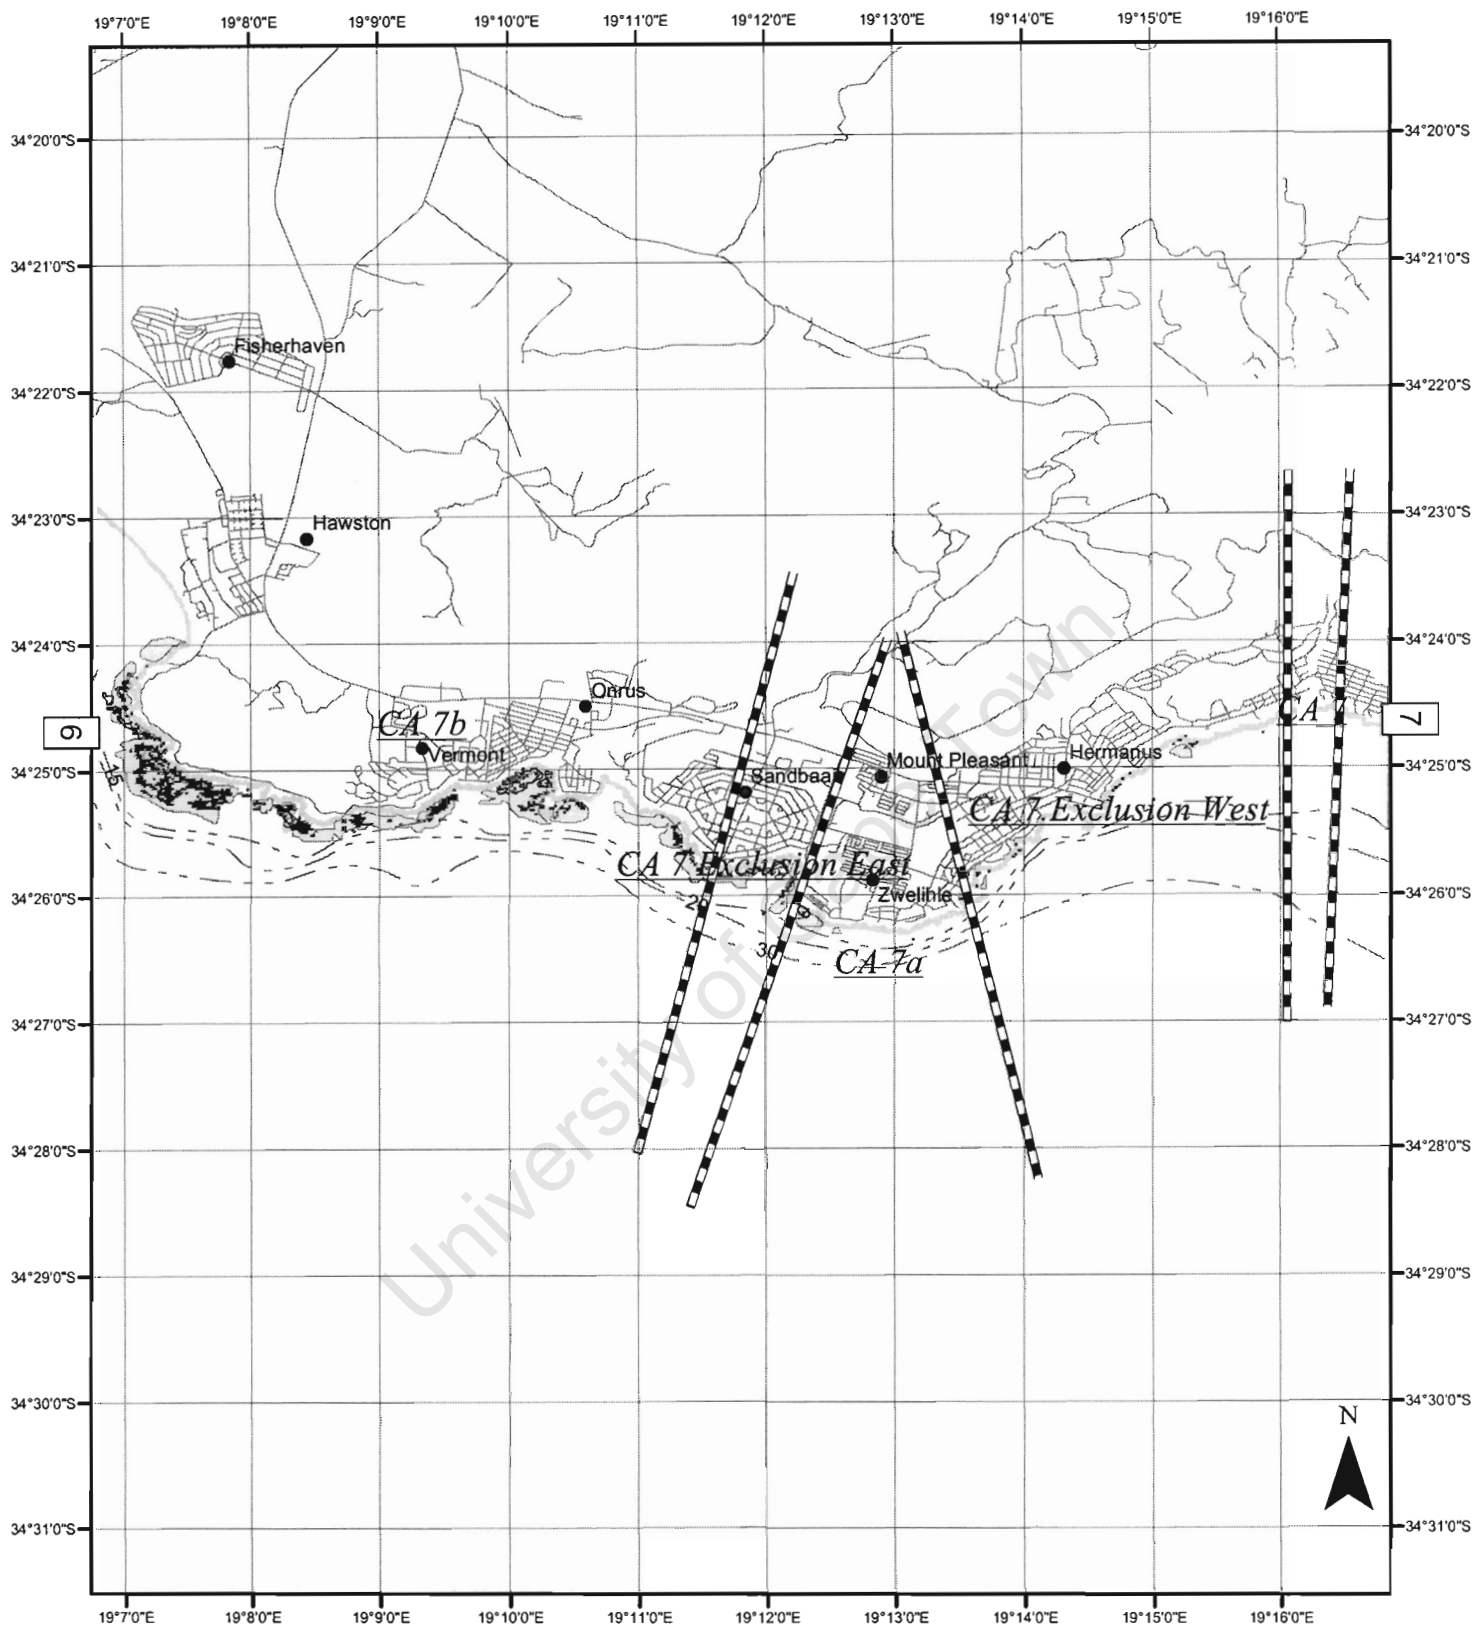 19°7'0"E 19°8'0"E 19°9'0"E 19°10'0"E 19°11'0"E 19°12'0"E 19°13'0"E 19°14'0"E 19°15'0"E 19°16'0"E
34°20'0"S 34°20'0"S
34°21'0"S 34°21'0"S
Fisherhaven
34°22'0"S 34°22'0"S
34°23'0"S 34°23'0"S
Hawston
34°24'0"S 34°24'0"S
Onrus
CA 7b CA 7
6 7
Vermont Mount Pleasant Hermanus
34°25'0"S 15 Sandbaai 34°25'0"S
CA 7 Exclusion West
CA 7 Exclusion East
34°26'0"S 20 Zwelihle 34°26'0"S
30
CA 7a
34°27'0"S 34°27'0"S
34°28'0"S 34°28'0"S
34°29'0"S 34°29'0"S
34°30'0"S 34°30'0"S
N
34°31'0"S 34°31'0"S
19°7'0"E 19°8'0"E 19°9'0"E 19°10'0"E 19°11'0"E 19°12'0"E 19°13'0"E 19°14'0"E 19°15'0"E 19°16'0"E
University of Cape Town